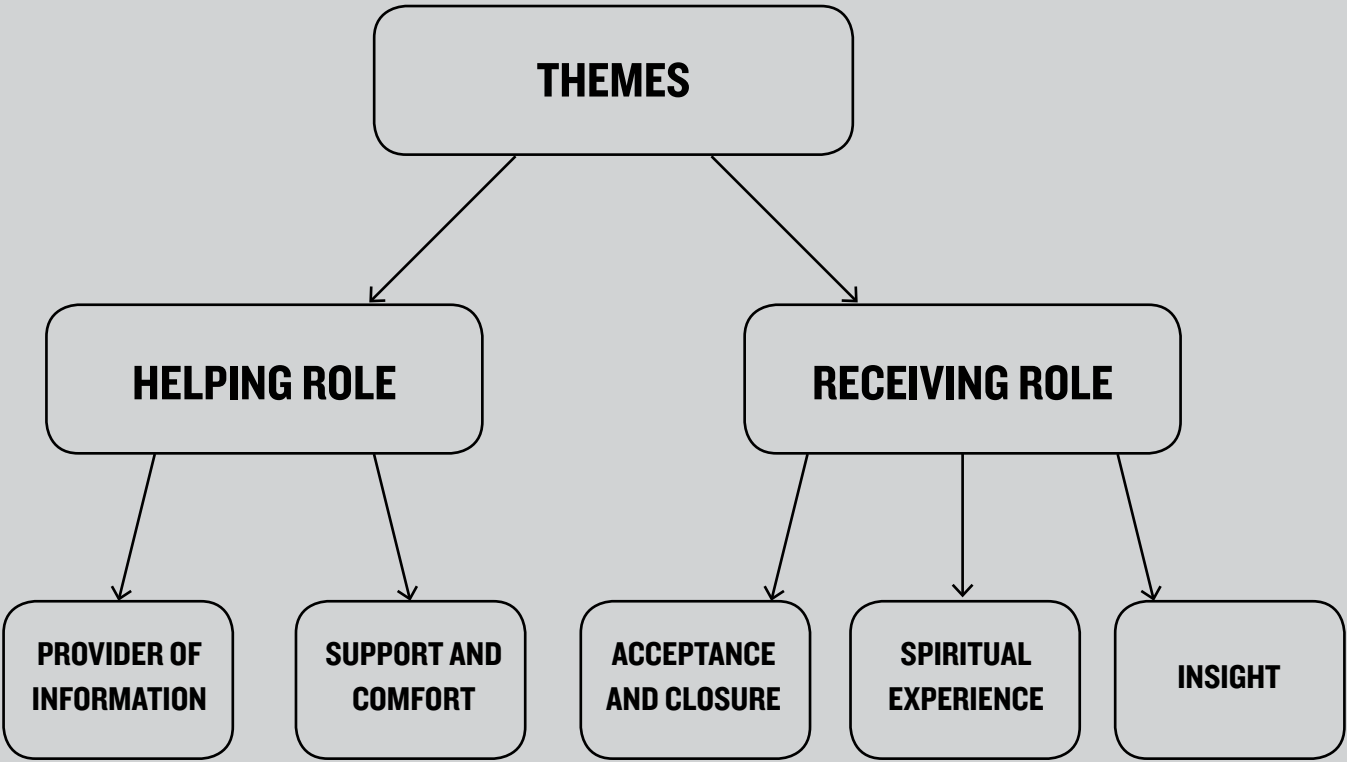 THEMES
HELPING ROLE
RECEIVING ROLE
PROVIDER OF
INFORMATION
SUPPORT AND
COMFORT
ACCEPTANCE
AND CLOSURE
SPIRITUAL
EXPERIENCE
INSIGHT